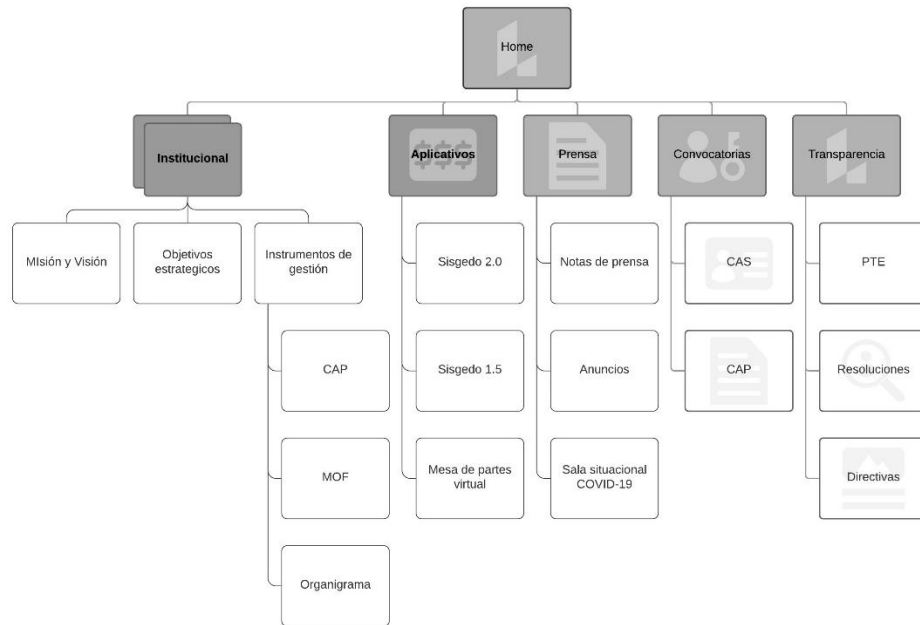 Home
Institucional
Aplicativos
Prensa
Convocatorias
Transparencia
MIsión y Visión
Objetivos
estrategicos
Instrumentos de
gestión
Sisgedo 2.0
Notas de prensa
CAS
PTE
CAP
Sisgedo 1.5
Anuncios
CAP
Resoluciones
MOF
Mesa de partes
virtual
Sala situacional
COVID-19
Directivas
Organigrama